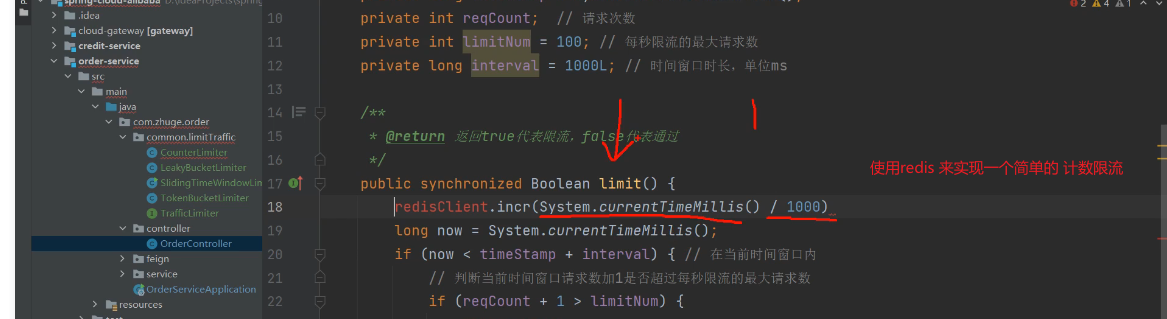 spring-cloud-alibaba
.idea
cloud-gateway [gateway]
credit-service
order-service
src
main
java
com.zhuge.order
common.limitTraffic
CounterLimiter
LeakyBucketLimiter
SlidingTimeWindowLin
TokenBucketLimiter
TrafficLimiter
controller
OrderController
feign
service
OrderServiceApplication
resources
2 4 1
10 private int reqCount; // 请求次数
11 private int limitNum = 100; // 每秒限流的最大请求数
12 private long interval = 1000L; // 时间窗口时长，单位ms
13
14 /**
15 * @return 返回true代表限流，false代表通过
16 */
17 public synchronized Boolean limit() {
18 redisClient.incr(System.currentTimeMillis() / 1000)
19 long now = System.currentTimeMillis();
20 if (now < timeStamp + interval) { // 在当前时间窗口内
21 // 判断当前时间窗口请求数加1是否超过每秒限流的最大请求数
22 if (reqCount + 1 > limitNum) {
使用redis 来实现一个简单的 计数限流